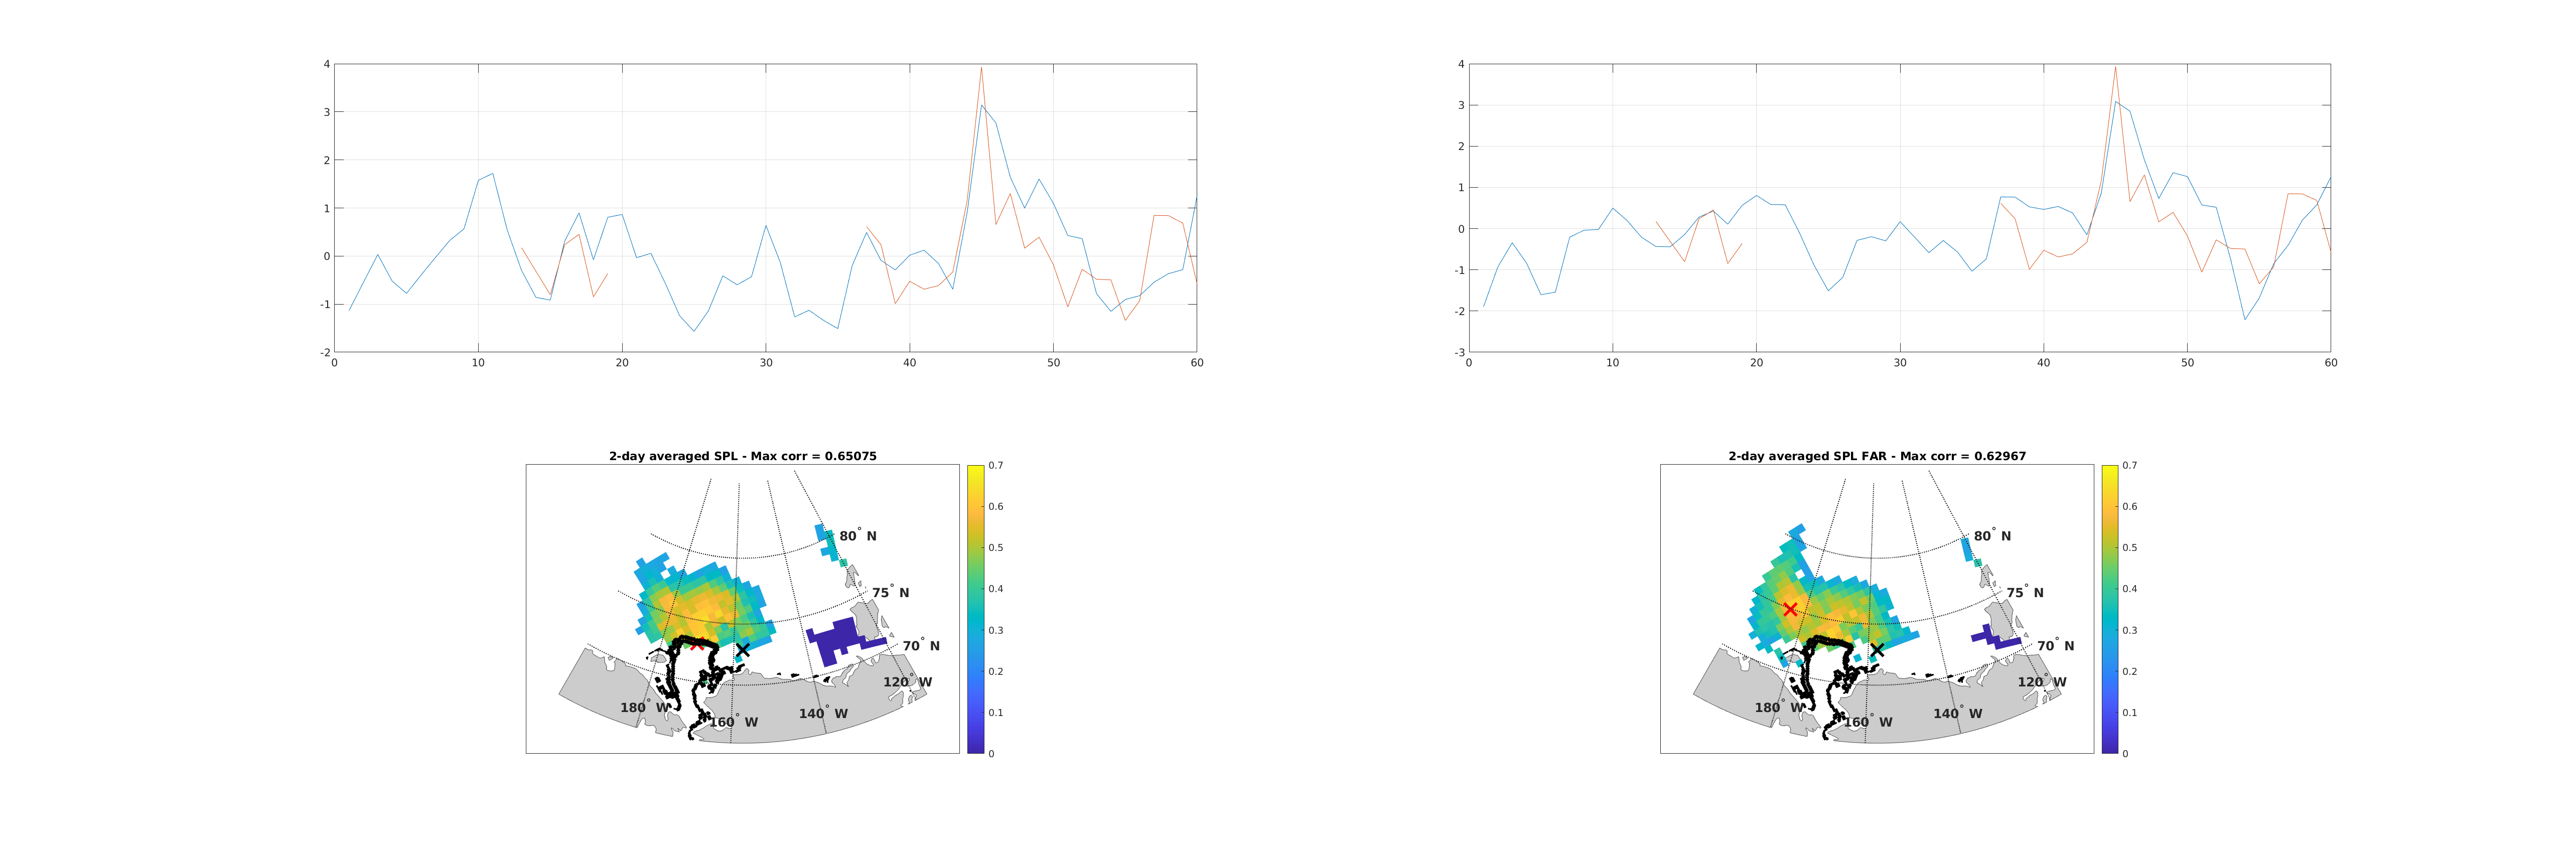 4
3
2
1
0
-1
-2
0 10 20 30 40 50 60
4
3
2
1
0
-1
-2
-3
0 10 20 30 40 50 60
2-day averaged SPL - Max corr = 0.65075
80° N
75° N
70° N
120° W
140° W
160° W
180° W
0.7
0.6
0.5
0.4
0.3
0.2
0.1
0
2-day averaged SPL FAR - Max corr = 0.62967
80° N
75° N
70° N
120° W
140° W
160° W
180° W
0.7
0.6
0.5
0.4
0.3
0.2
0.1
0